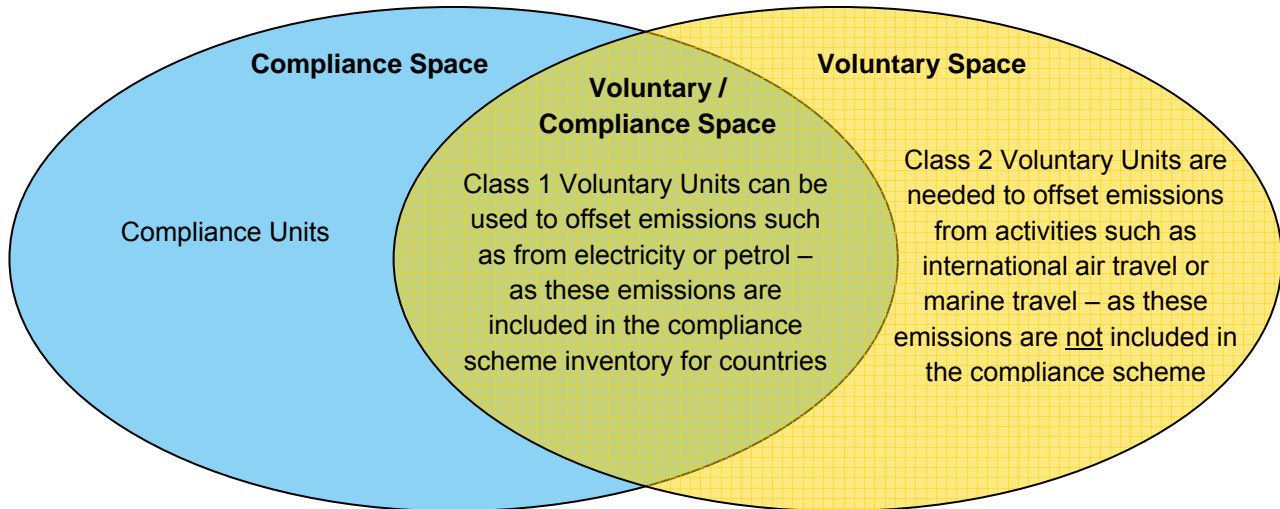 Compliance Space
Compliance Units
Voluntary /
Compliance Space
Class 1 Voluntary Units can be
used to offset emissions such
as from electricity or petrol –
as these emissions are
included in the compliance
scheme inventory for countries
Voluntary Space
Class 2 Voluntary Units are
needed to offset emissions
from activities such as
international air travel or
marine travel – as these
emissions are not included in
the compliance scheme